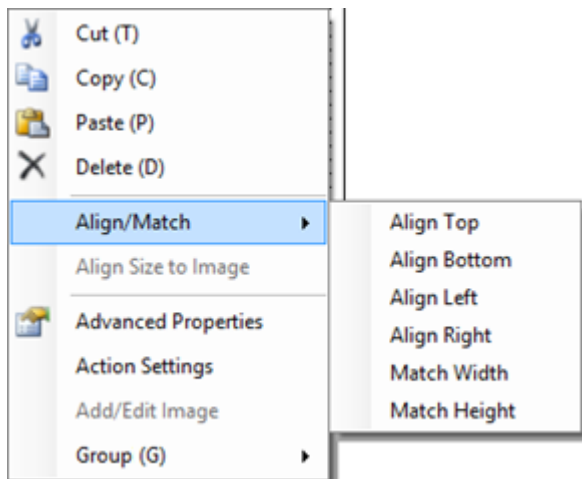 Cut (T)
Copy (C)
Paste (P)
Delete (D)
Align/Match
Align Size to Image
Advanced Properties
Action Settings
Add/Edit Image
Group (G)
Align Top
Align Bottom
Align Left
Align Right
Match Width
Match Height